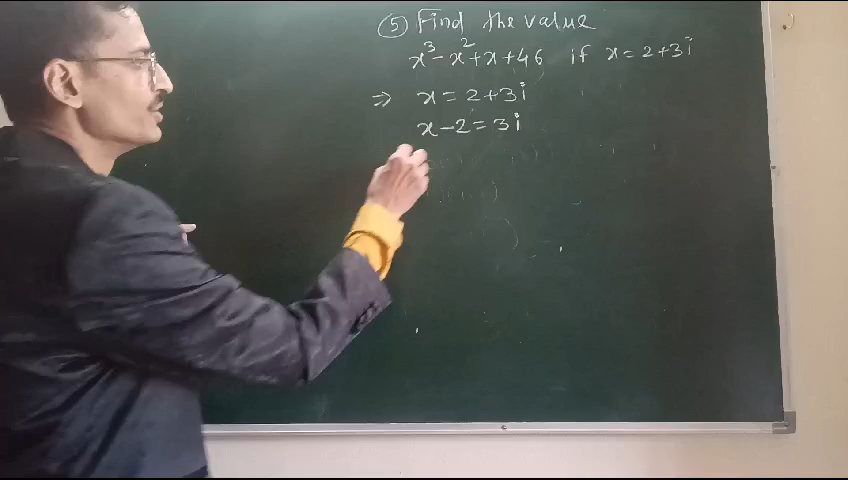 (5) Find the value
x³ - x² + x + 46 if x = 2+3i
⇒ x = 2+3i
x - 2 = 3i